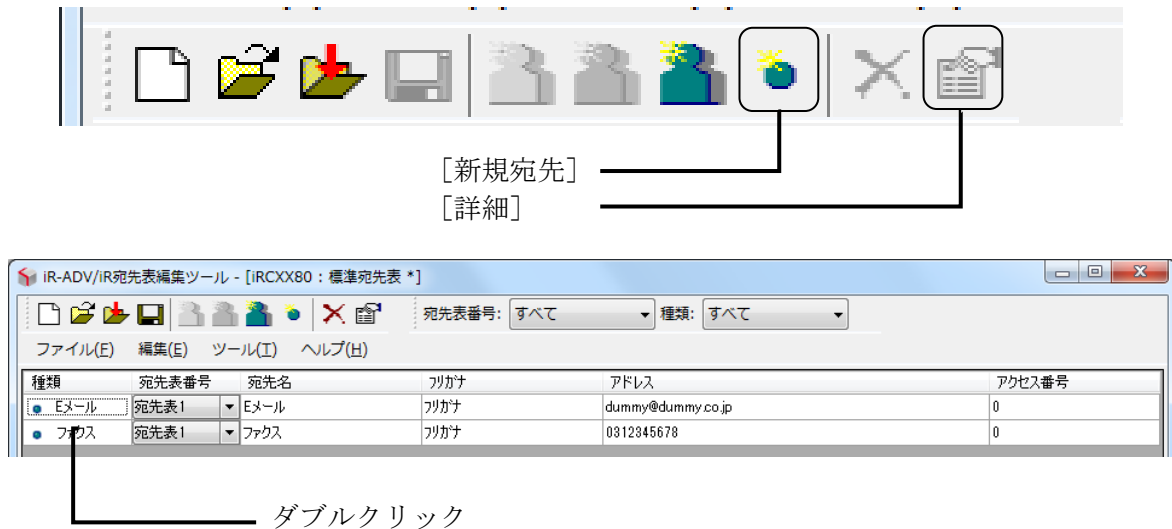 ［新規宛先］
［詳細］
iR-ADV/iR宛先表編集ツール - [iRCXX80：標準宛先表 *]
宛先表番号: すべて 種類: すべて
ファイル(F) 編集(E) ツール(T) ヘルプ(H)
種類 宛先表番号 宛先名 ﾌﾘｶﾞﾅ アドレス アクセス番号
Eメール 宛先表1 Eメール ﾌﾘｶﾞﾅ dummy@dummy.co.jp 0
ファクス 宛先表1 ファクス ﾌﾘｶﾞﾅ 0312345678 0
ダブルクリック